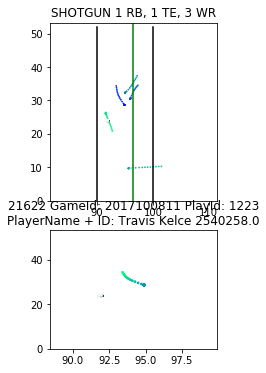 SHOTGUN 1 RB, 1 TE, 3 WR
50
40
30
20
10
0
90 100 110
21622 GameId: 2017100811 PlayId: 1223
PlayerName + ID: Travis Kelce 2540258.0
40
20
0
90.0 92.5 95.0 97.5